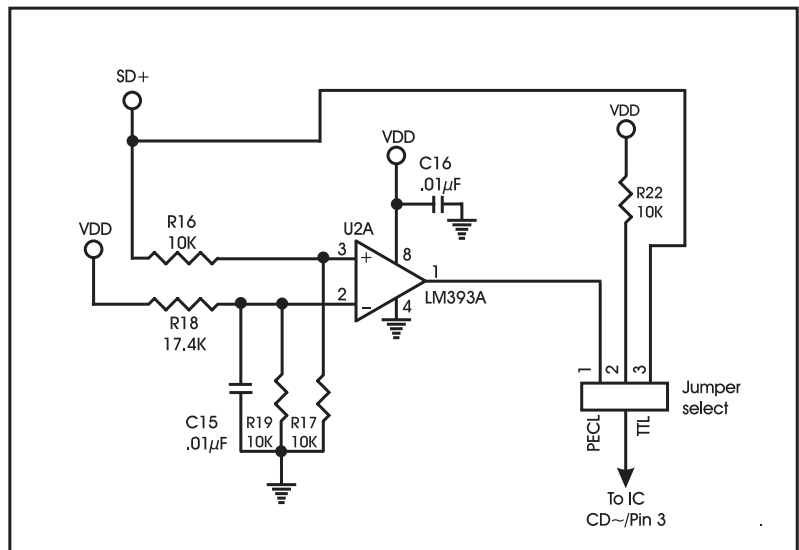 SD+
VDD
VDD
C16
.01µF
R22
10K
VDD
R16
10K
U2A
3
+
8
1
LM393A
2
−
4
R18
17.4K
1
2
3
Jumper
select
C15
.01µF
R19
10K
R17
10K
PECL
TTL
To IC
CD~/Pin 3